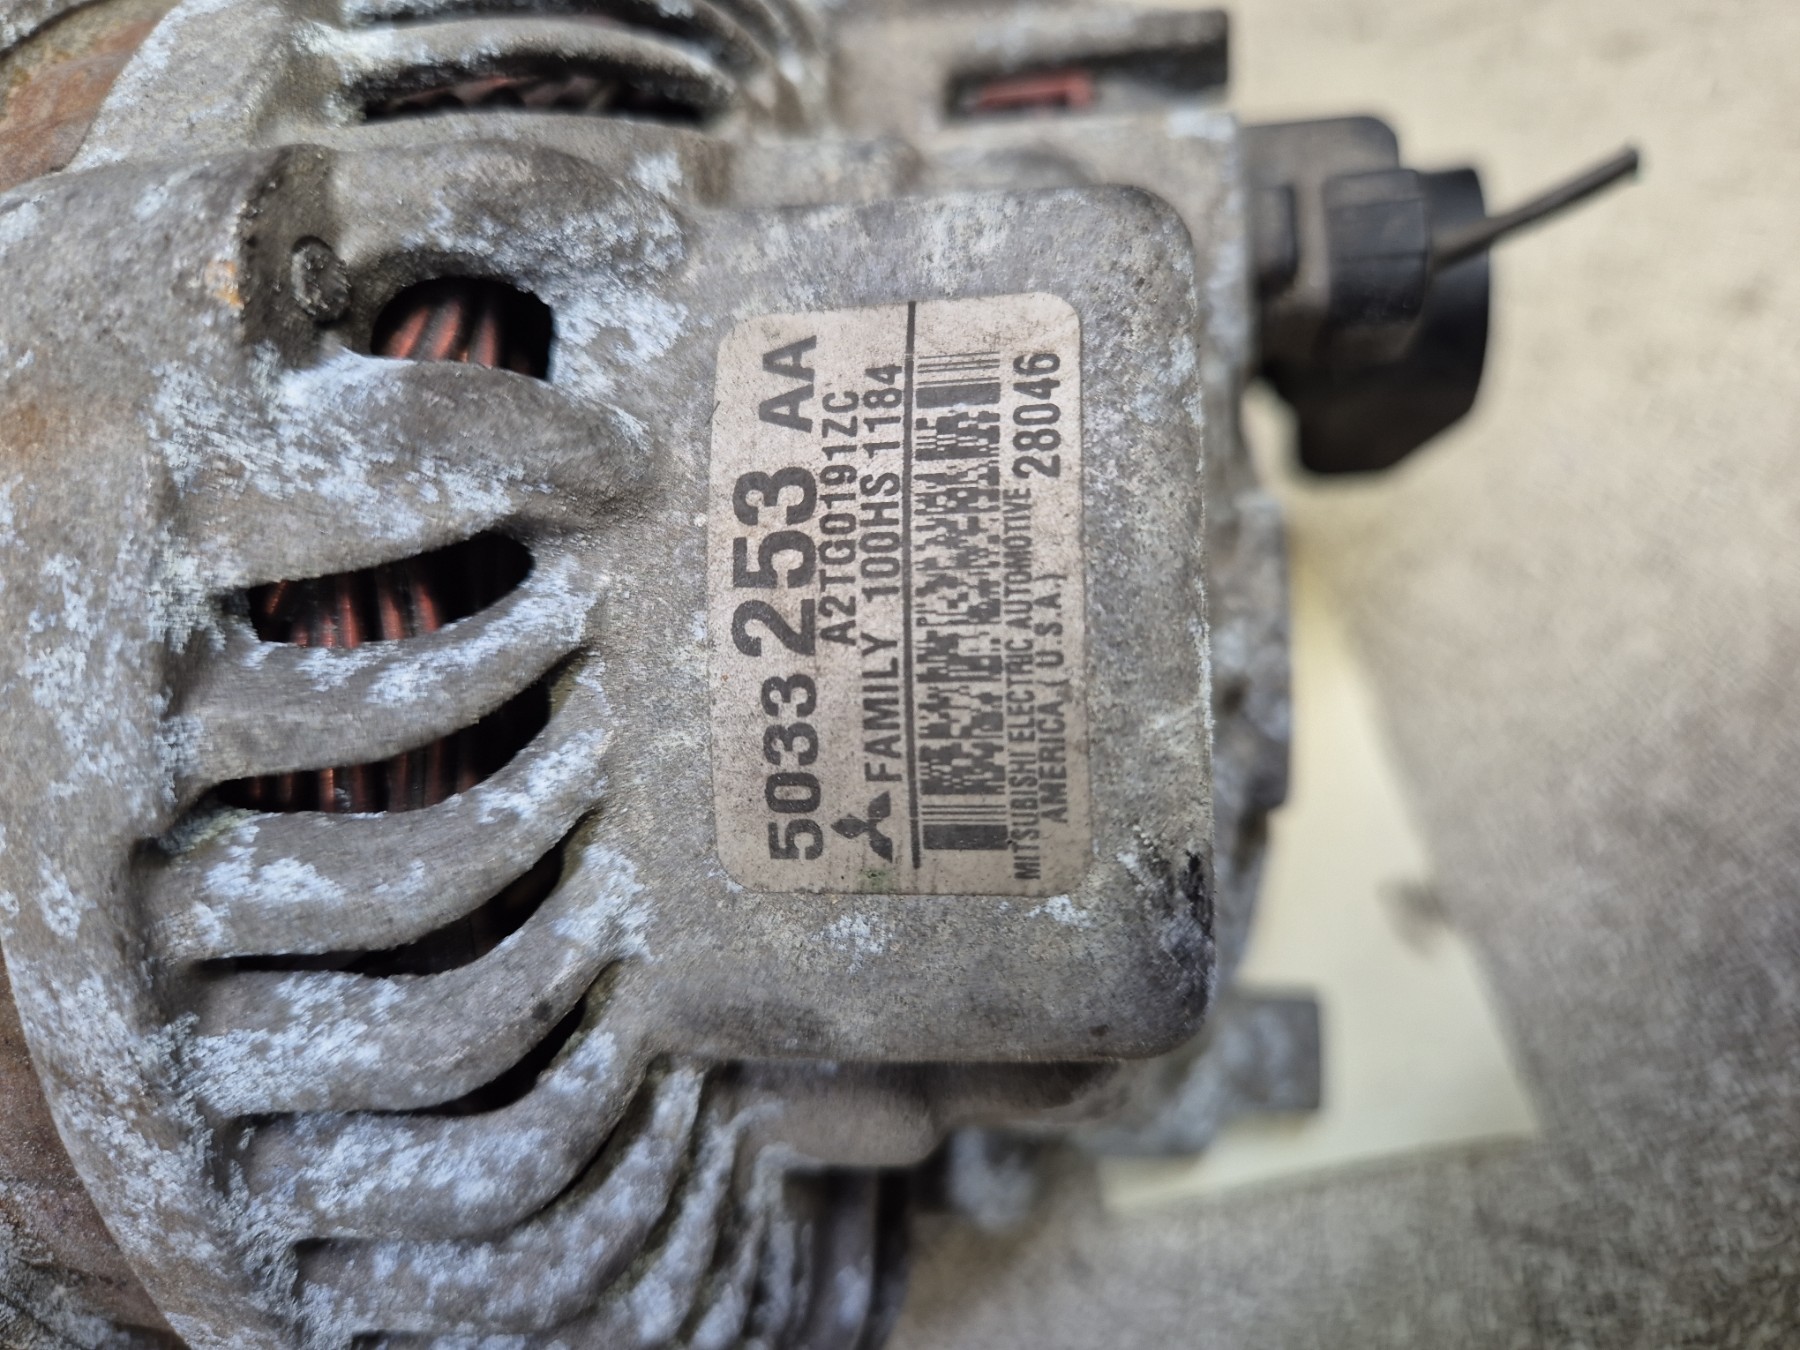 5033 253 AA
A2TG0191ZC
FAMILY 100HS 1184
MITSUBISHI ELECTRIC AUTOMOTIVE
AMERICA,(U.S.A.)
28046